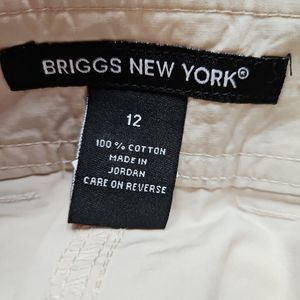 BRIGGS NEW YORK®
12
100 % COTTON
MADE IN
JORDAN
CARE ON REVERSE